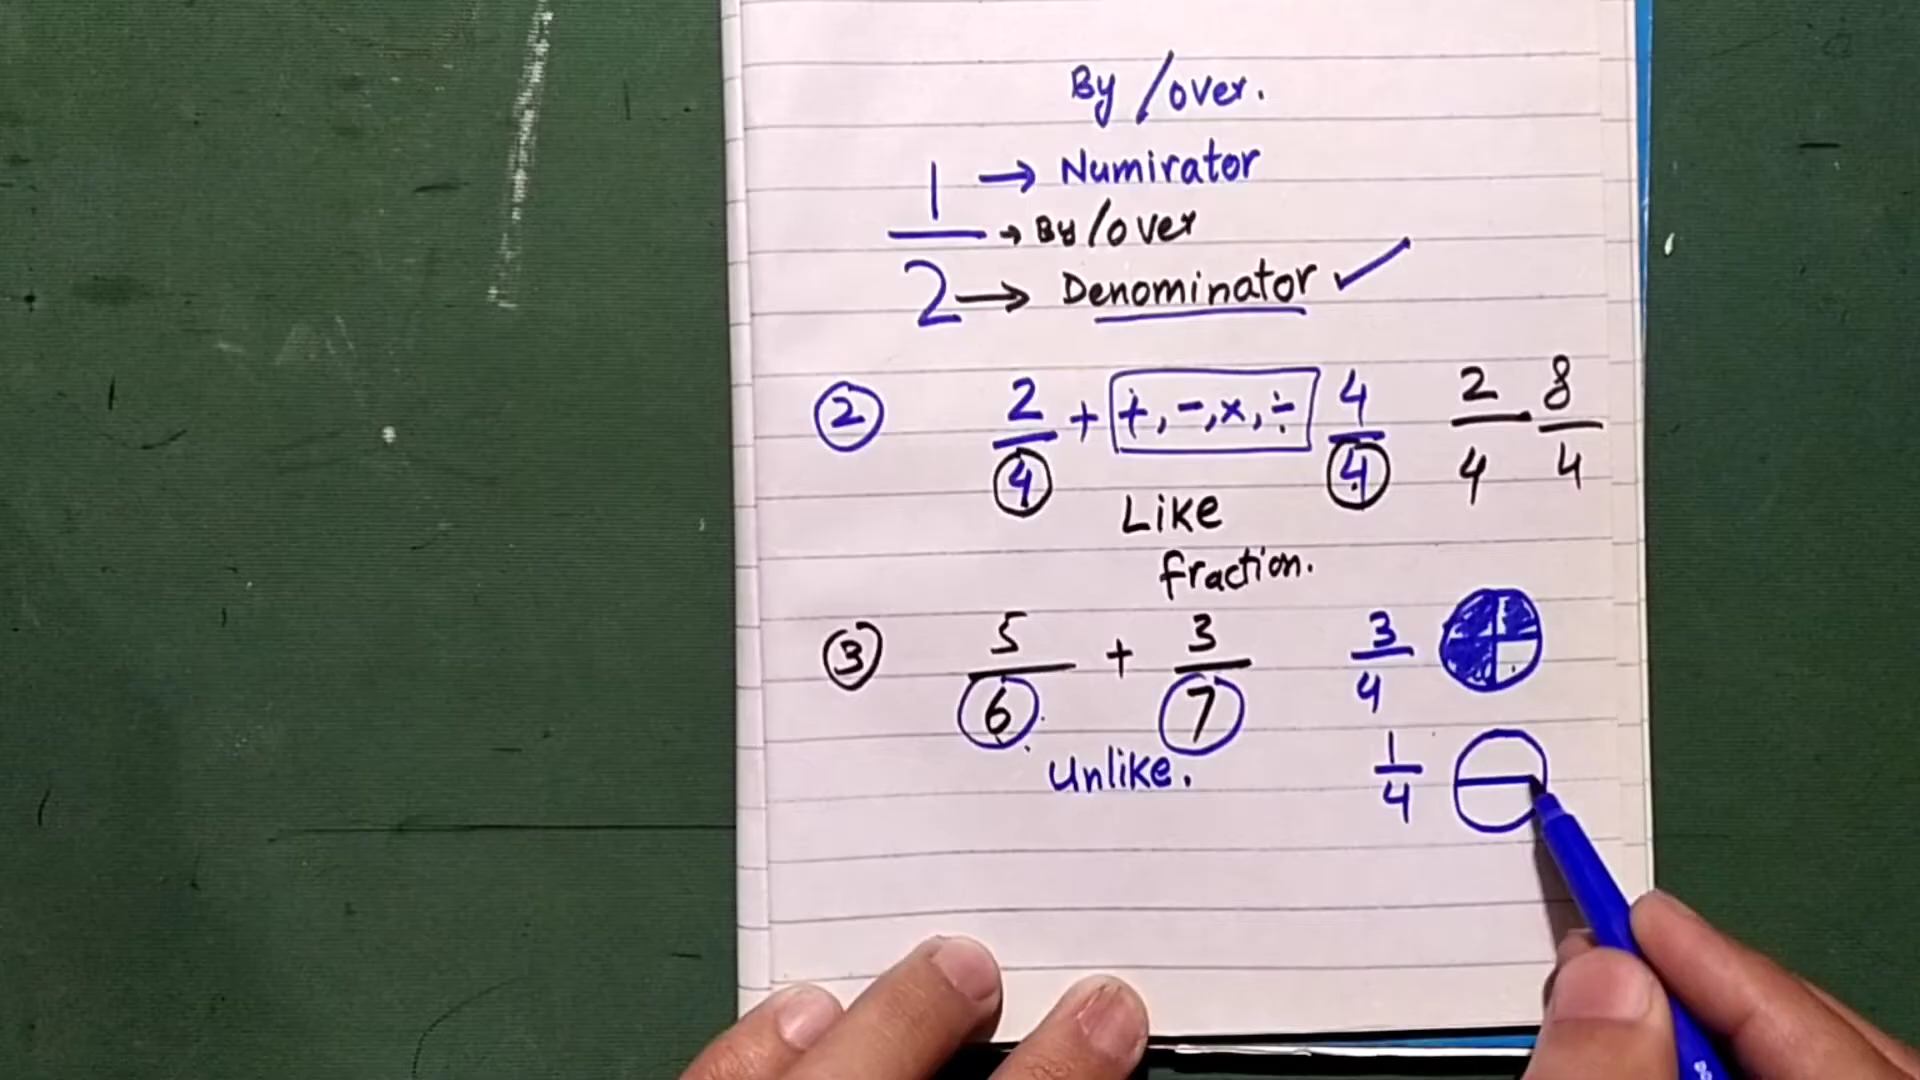 By /over.
1 → Numirator
→ By/over
2 → Denominator ✓
② 2/4 + +, -, ×, ÷ 4/4 2/4 8/4
Like
fraction.
③ 5/6 + 3/7 3/4
Unlike. 1/4